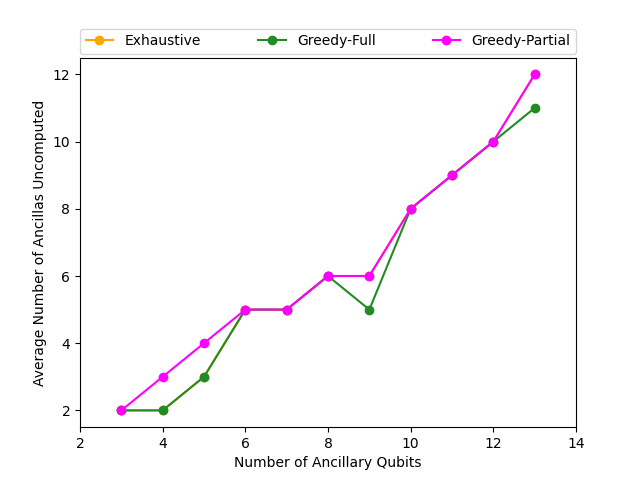 Exhaustive Greedy-Full Greedy-Partial
12
10
8
6
4
2
Average Number of Ancillas Uncomputed
2 4 6 8 10 12 14
Number of Ancillary Qubits